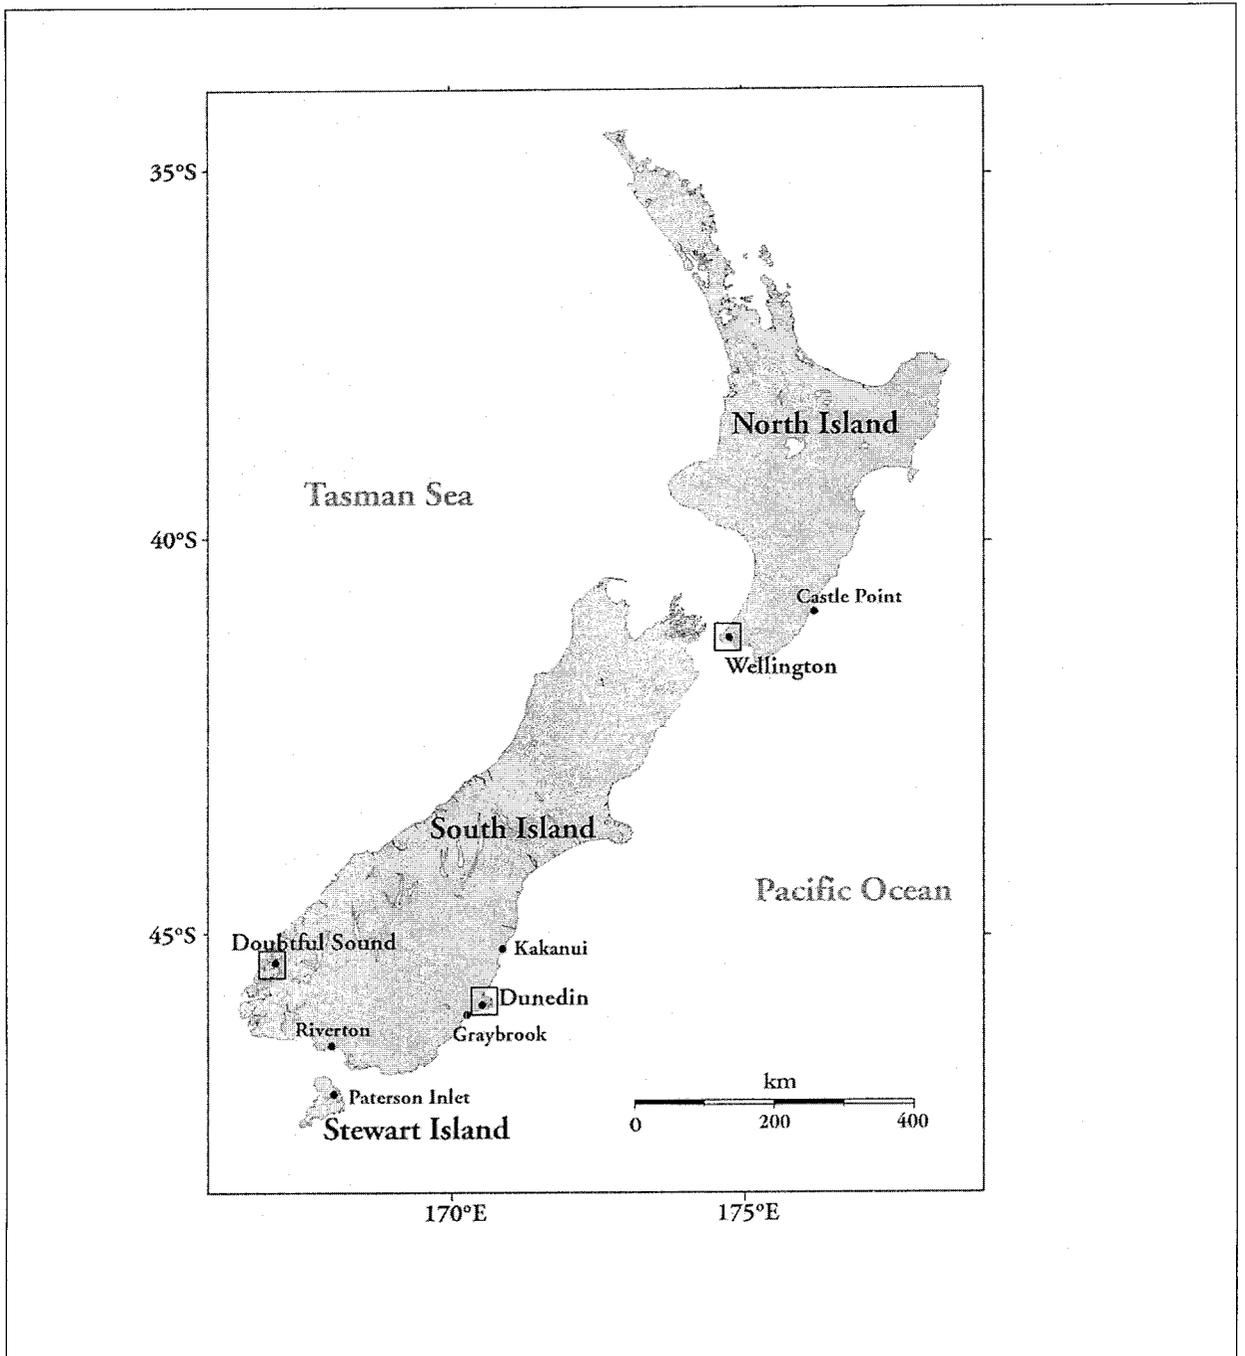 35°S
North Island
Tasman Sea
40°S
Castle Point
Wellington
South Island
Pacific Ocean
45°S
Doubtful Sound
Kakanui
Dunedin
Riverton
Graybrook
km
Paterson Inlet
0 200 400
Stewart Island
170°E 175°E